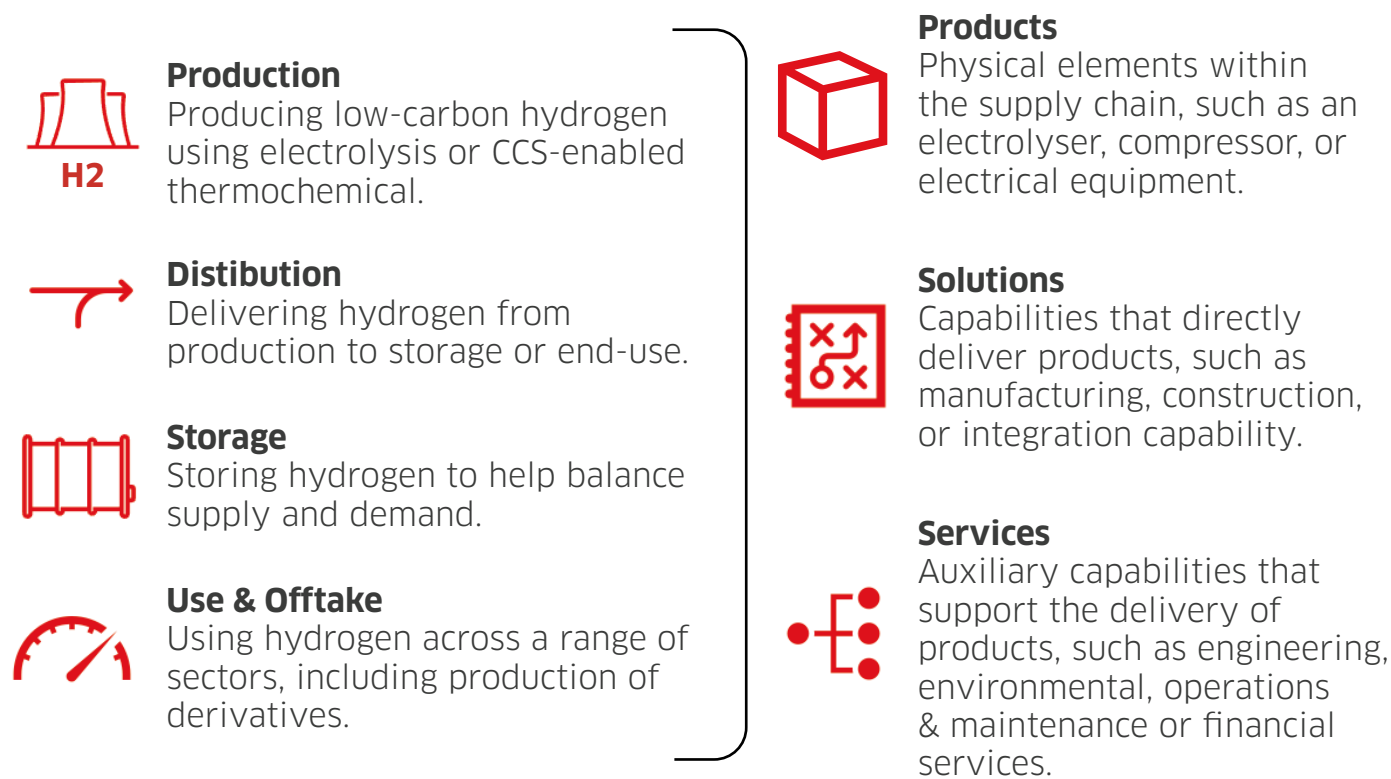 Production
Producing low-carbon hydrogen
using electrolysis or CCS-enabled
thermochemical.
H2
Distibution
Delivering hydrogen from
production to storage or end-use.
Storage
Storing hydrogen to help balance
supply and demand.
Use & Offtake
Using hydrogen across a range of
sectors, including production of
derivatives.
Products
Physical elements within
the supply chain, such as an
electrolyser, compressor, or
electrical equipment.
Solutions
Capabilities that directly
deliver products, such as
manufacturing, construction,
or integration capability.
Services
Auxiliary capabilities that
support the delivery of
products, such as engineering,
environmental, operations
& maintenance or financial
services.